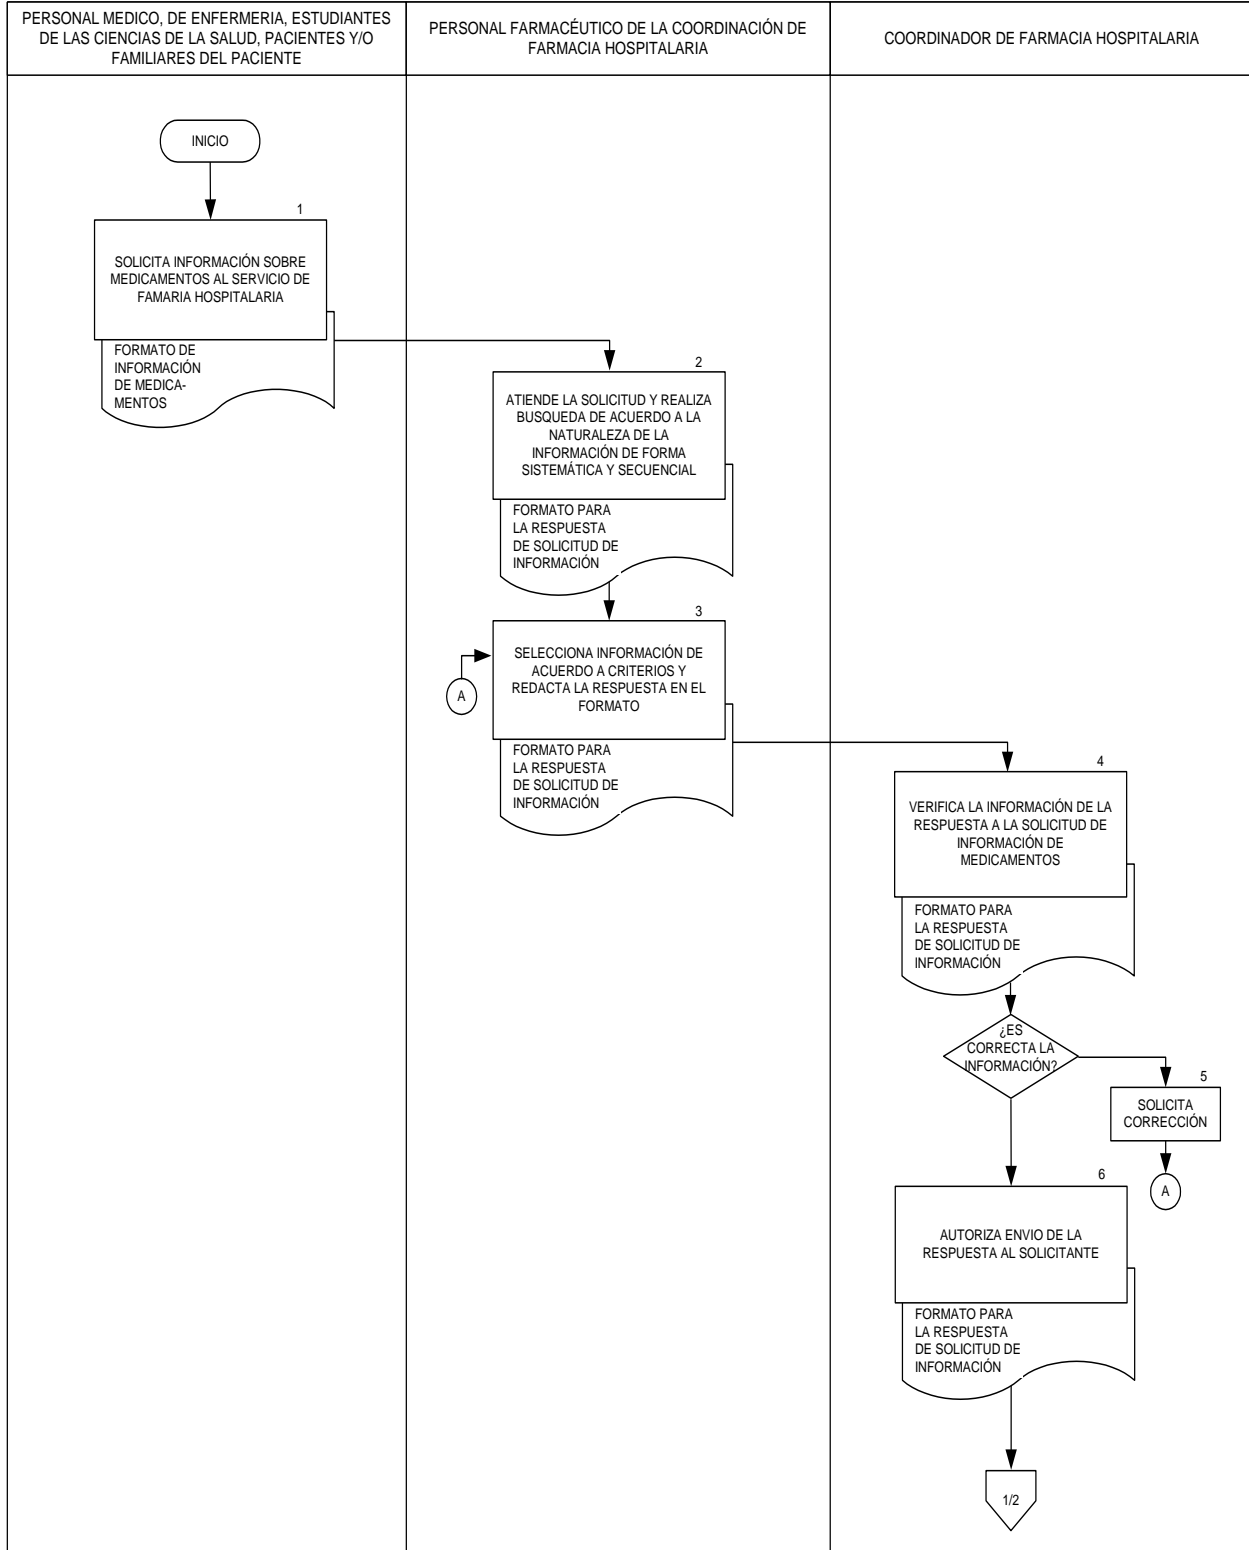 PERSONAL MEDICO, DE ENFERMERIA, ESTUDIANTES
DE LAS CIENCIAS DE LA SALUD, PACIENTES Y/O
FAMILIARES DEL PACIENTE
PERSONAL FARMACÉUTICO DE LA COORDINACIÓN DE
FARMACIA HOSPITALARIA
COORDINADOR DE FARMACIA HOSPITALARIA
INICIO
1
SOLICITA INFORMACIÓN SOBRE
MEDICAMENTOS AL SERVICIO DE
FAMARIA HOSPITALARIA
FORMATO DE
INFORMACIÓN
DE MEDICA-
MENTOS
2
ATIENDE LA SOLICITUD Y REALIZA
BUSQUEDA DE ACUERDO A LA
NATURALEZA DE LA
INFORMACIÓN DE FORMA
SISTEMÁTICA Y SECUENCIAL
FORMATO PARA
LA RESPUESTA
DE SOLICITUD DE
INFORMACIÓN
3
SELECCIONA INFORMACIÓN DE
ACUERDO A CRITERIOS Y
REDACTA LA RESPUESTA EN EL
FORMATO
A
FORMATO PARA
LA RESPUESTA
DE SOLICITUD DE
INFORMACIÓN
4
VERIFICA LA INFORMACIÓN DE LA
RESPUESTA A LA SOLICITUD DE
INFORMACIÓN DE
MEDICAMENTOS
FORMATO PARA
LA RESPUESTA
DE SOLICITUD DE
INFORMACIÓN
¿ES
CORRECTA LA
INFORMACIÓN?
5
SOLICITA
CORRECCIÓN
A
6
AUTORIZA ENVIO DE LA
RESPUESTA AL SOLICITANTE
FORMATO PARA
LA RESPUESTA
DE SOLICITUD DE
INFORMACIÓN
1/2